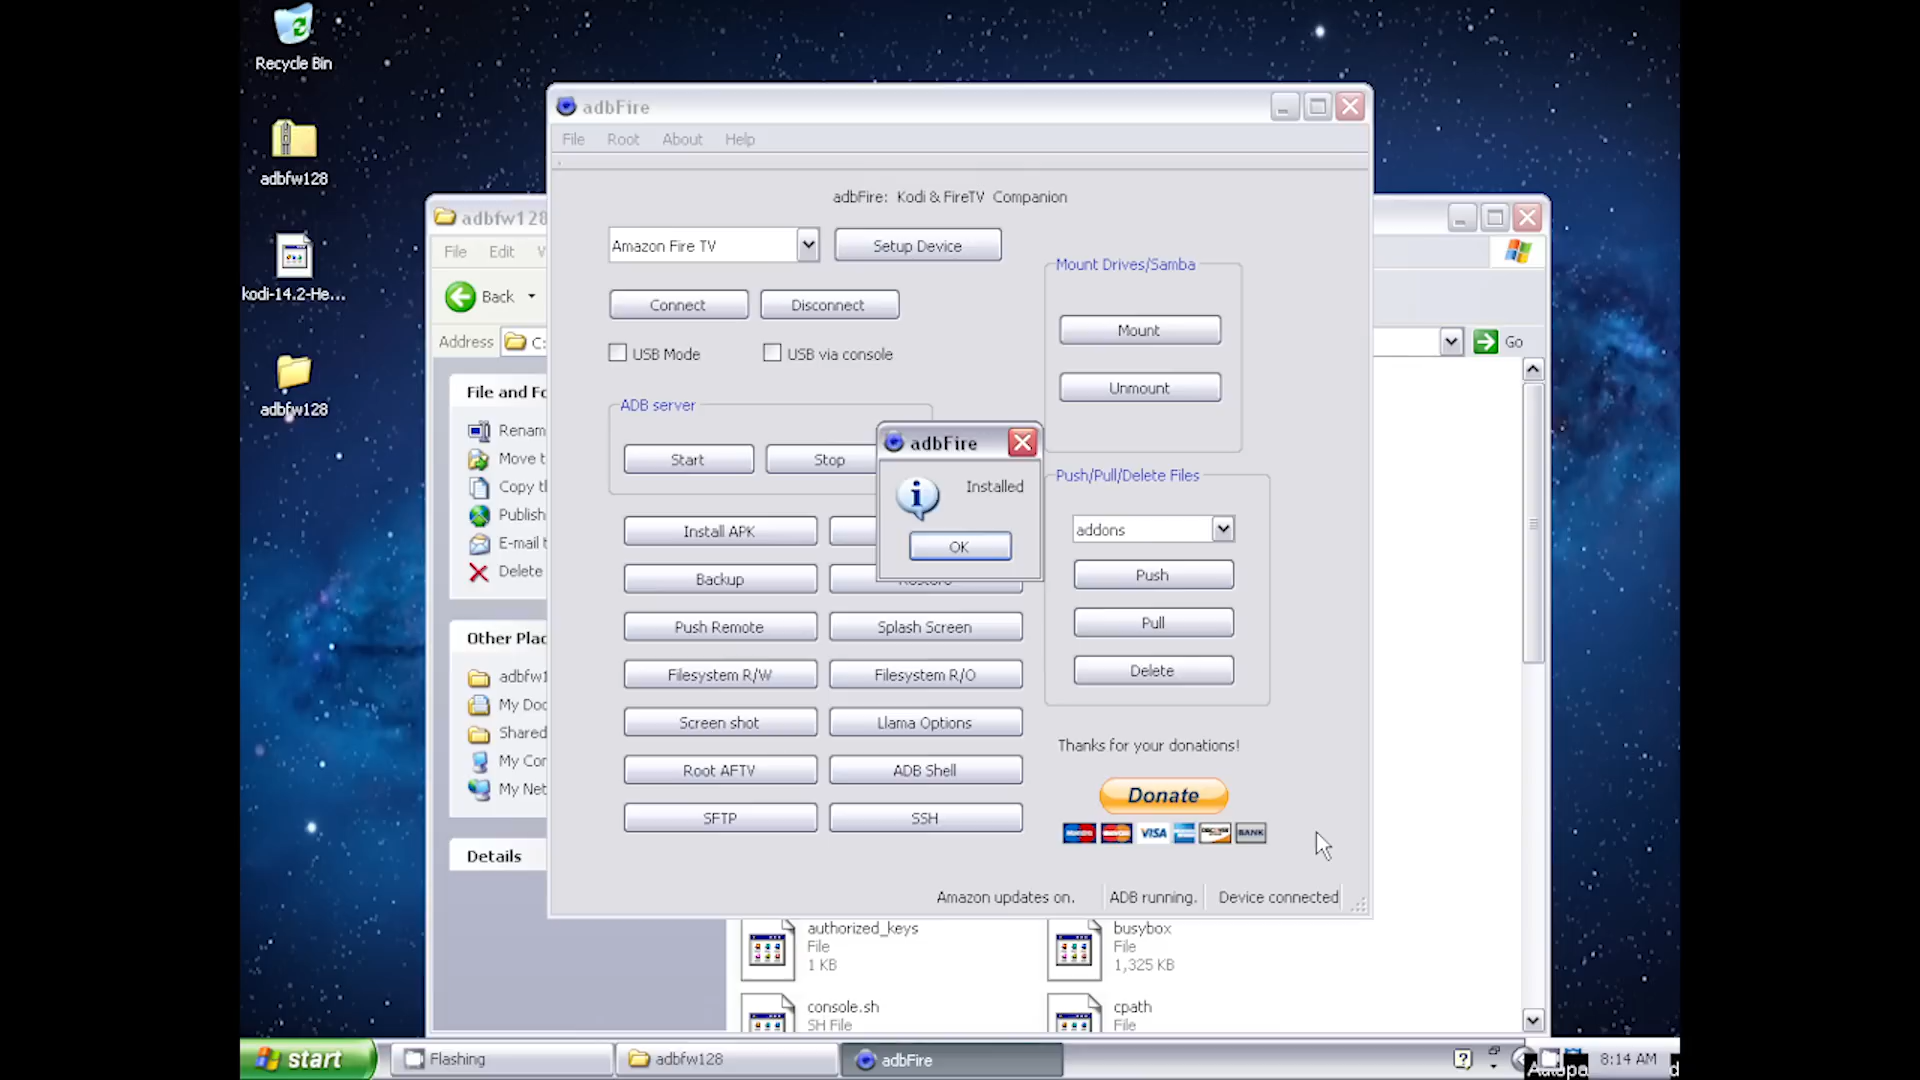 Recycle Bin
adbfw128
kodi-14.2-He...
adbfw128
adbFire
File Root About Help
adbFire: Kodi & FireTV Companion
Amazon Fire TV
Setup Device
Connect
Disconnect
USB Mode
USB via console
ADB server
Start
Stop
Install APK
Backup
Push Remote
Splash Screen
Filesystem R/W
Filesystem R/O
Screen shot
Llama Options
Root AFTV
ADB Shell
SFTP
SSH
Mount Drives/Samba
Mount
Unmount
Push/Pull/Delete Files
addons
Push
Pull
Delete
Thanks for your donations!
Donate
VISA
BANK
Amazon updates on.
ADB running.
Device connected
adbFire
Installed
OK
adbfw128
File Edit
Back
Address
C:
Go
File and Fo
Renam
Move t
Copy th
Publish
E-mail t
Delete
Other Plac
adbfw1
My Doc
Shared
My Con
My Net
Details
authorized_keys
File
1 KB
busybox
File
1,325 KB
console.sh
SH File
cpath
File
start
Flashing
adbfw128
adbFire
8:14 AM